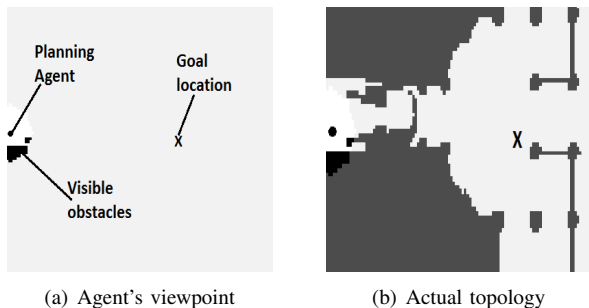 Planning
Agent
Goal
location
X
Visible
obstacles
X
(a) Agent's viewpoint
(b) Actual topology